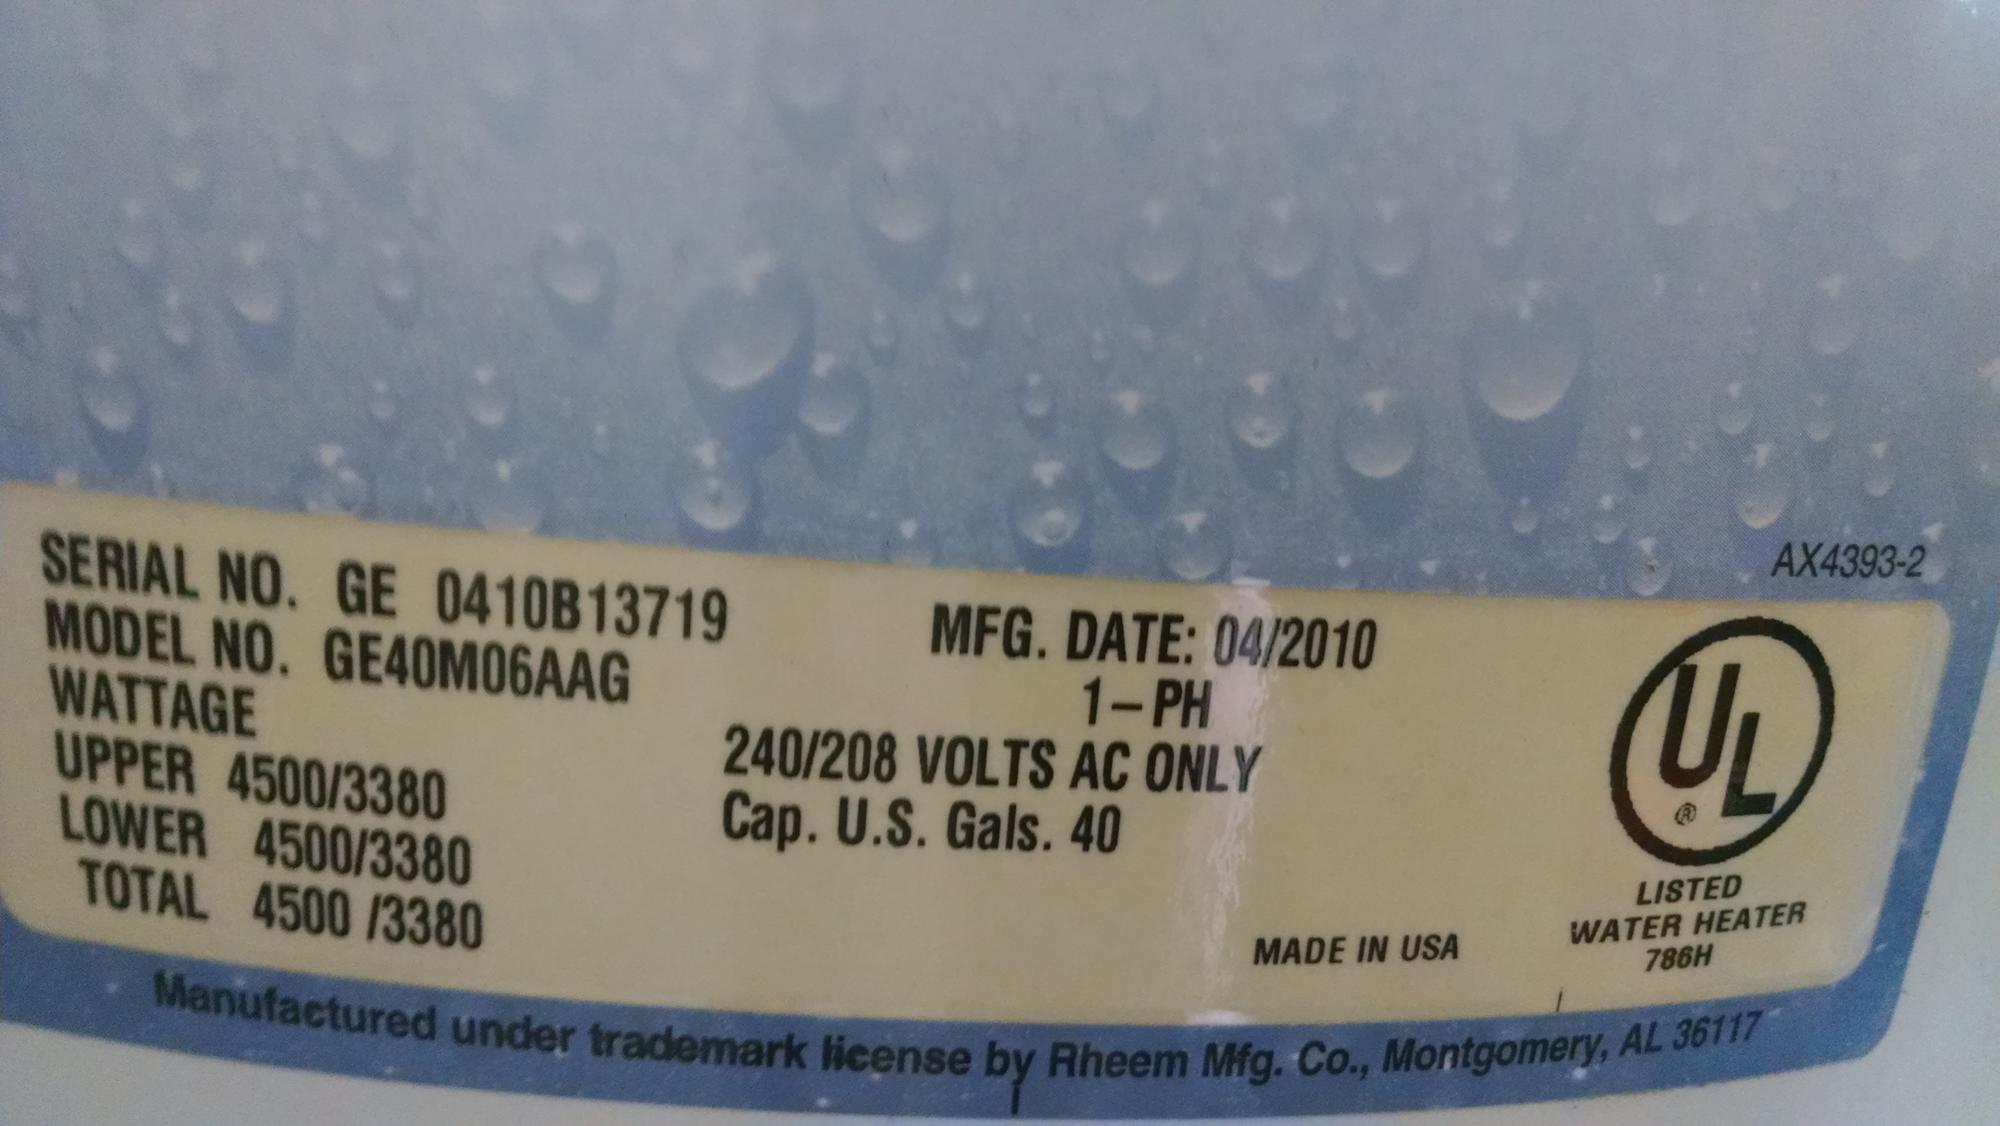 AX4393-2
SERIAL NO. GE 0410B13719
MODEL NO. GE40M06AAG
WATTAGE
UPPER 4500/3380
LOWER 4500/3380
TOTAL 4500 /3380
MFG. DATE: 04/2010
1-PH
240/208 VOLTS AC ONLY
Cap. U.S. Gals. 40
MADE IN USA
UL
®
LISTED
WATER HEATER
786H
Manufactured under trademark license by Rheem Mfg. Co., Montgomery, AL 36117